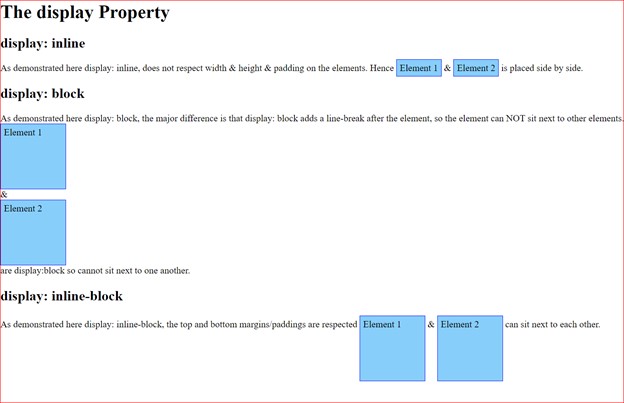 The display Property
display: inline
As demonstrated here display: inline, does not respect width & height & padding on the elements. Hence Element 1 & Element 2 is placed side by side.
display: block
As demonstrated here display: block, the major difference is that display: block adds a line-break after the element, so the element can NOT sit next to other elements.
Element 1
&
Element 2
are display:block so cannot sit next to one another.
display: inline-block
As demonstrated here display: inline-block, the top and bottom margins/paddings are respected Element 1 & Element 2 can sit next to each other.